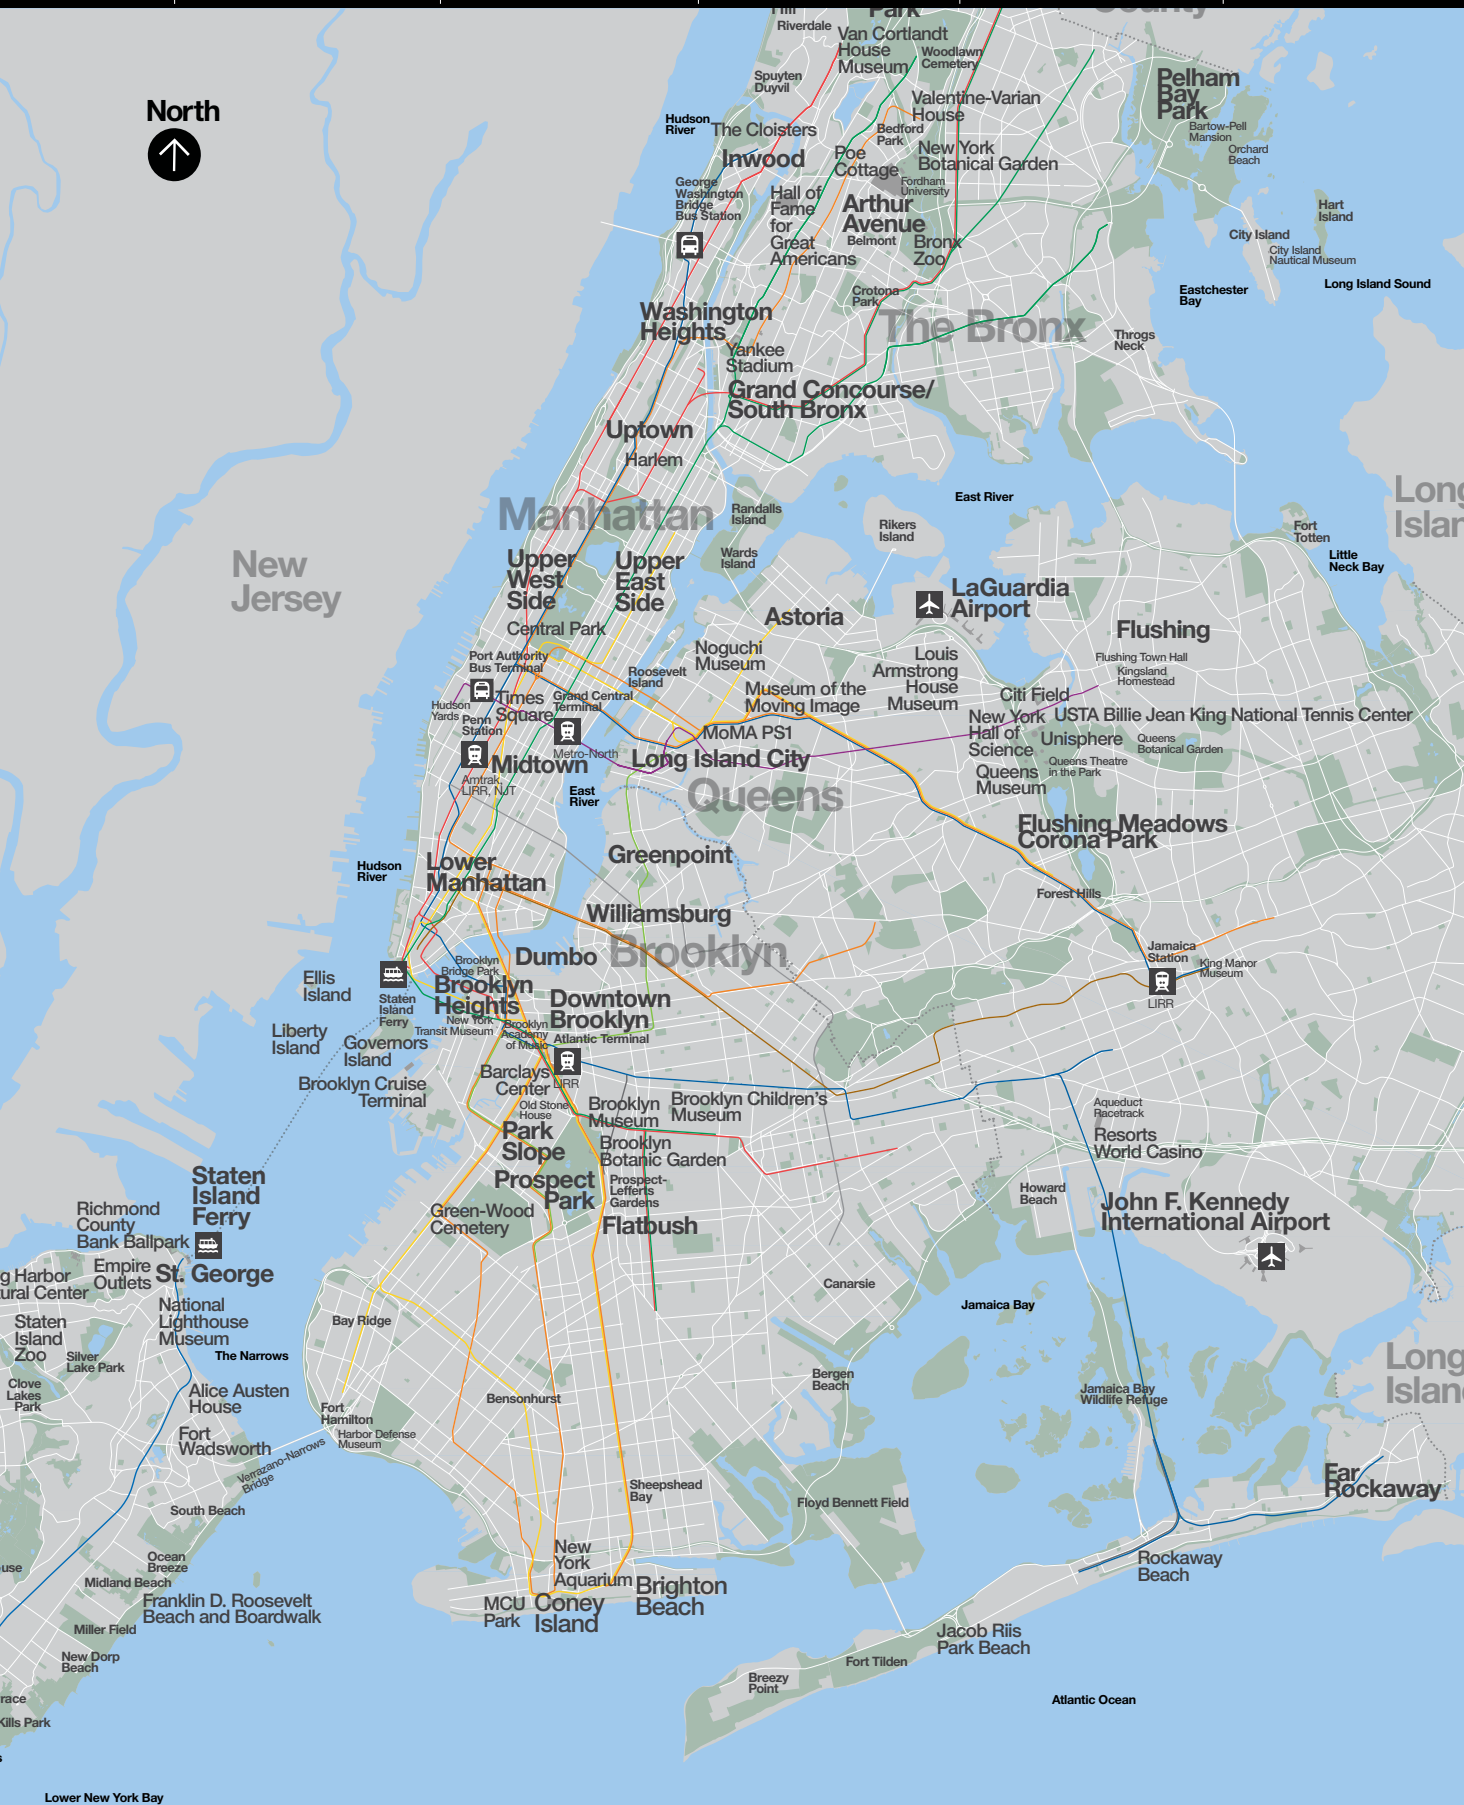 Park
Riverdale
Van Cortlandt
House
Museum
Woodlawn
Cemetery
Spuyten
Duyvil
Pelham
Bay
Park
North
Valentine-Varian
House
Hudson
River
The Cloisters
Bedford
Park
Bartow-Pell
Mansion
Orchard
Beach
Inwood
Poe
Cottage
New York
Botanical Garden
George
Washington
Bridge
Bus Station
Hall of
Fame
for
Great
Americans
Fordham
University
Arthur
Avenue
Belmont
Bronx
Zoo
Hart
Island
City Island
City Island
Nautical Museum
Long Island Sound
Eastchester
Bay
Crotona
Park
Washington
Heights
The Bronx
Throgs
Neck
Yankee
Stadium
Grand Concourse/
South Bronx
Uptown
Harlem
East River
Manhattan
Randalls
Island
Rikers
Island
Fort
Totten
Little
Neck Bay
New
Jersey
Upper
West
Side
Upper
East
Side
Wards
Island
LaGuardia
Airport
Astoria
Central Park
Flushing
Noguchi
Museum
Louis
Armstrong
House
Museum
Flushing Town Hall
Kingsland
Homestead
Port Authority
Bus Terminal
Roosevelt
Island
Museum of the
Moving Image
Citi Field
Hudson
Yards
Times
Square
Grand Central
Terminal
Penn
Station
New York
Hall of
Science
USTA Billie Jean King National Tennis Center
MoMA PS1
Unisphere
Queens
Botanical Garden
Metro-North
Midtown
Long Island City
Queens Theatre
in the Park
Queens
Museum
Amtrak,
LIRR, NJT
East
River
Queens
Flushing Meadows
Corona Park
Greenpoint
Hudson
River
Lower
Manhattan
Forest Hills
Williamsburg
Brooklyn
Dumbo
Jamaica
Station
King Manor
Museum
LIRR
Brooklyn
Bridge Park
Ellis
Island
Brooklyn
Heights
Staten
Island
Ferry
Downtown
Brooklyn
New York
Transit Museum
Brooklyn
Academy
of Music
Atlantic Terminal
Liberty
Island
Governors
Island
LIRR
Barclays
Center
Brooklyn Cruise
Terminal
Old Stone
House
Brooklyn
Museum
Brooklyn Children's
Museum
Aqueduct
Racetrack
Park
Slope
Resorts
World Casino
Brooklyn
Botanic Garden
Prospect
Park
Prospect-
Lefferts
Gardens
Howard
Beach
Staten
Island
Ferry
Richmond
County
Bank Ballpark
Green-Wood
Cemetery
Flatbush
John F. Kennedy
International Airport
Empire
Outlets
St. George
g Harbor
ural Center
Canarsie
Jamaica Bay
National
Lighthouse
Museum
Staten
Island
Zoo
Bay Ridge
Silver
Lake Park
The Narrows
Clove
Lakes
Park
Alice Austen
House
Bergen
Beach
Jamaica Bay
Wildlife Refuge
Bensonhurst
Fort
Hamilton
Harbor Defense
Museum
Fort
Wadsworth
Verrazano-Narrows
Bridge
Far
Rockaway
Sheepshead
Bay
Floyd Bennett Field
South Beach
New
York
Aquarium
Ocean
Breeze
Rockaway
Beach
use
Midland Beach
Brighton
Beach
MCU
Park
Coney
Island
Franklin D. Roosevelt
Beach and Boardwalk
Miller Field
Jacob Riis
Park Beach
New Dorp
Beach
Fort Tilden
Breezy
Point
race
Kills Park
Atlantic Ocean
Lower New York Bay